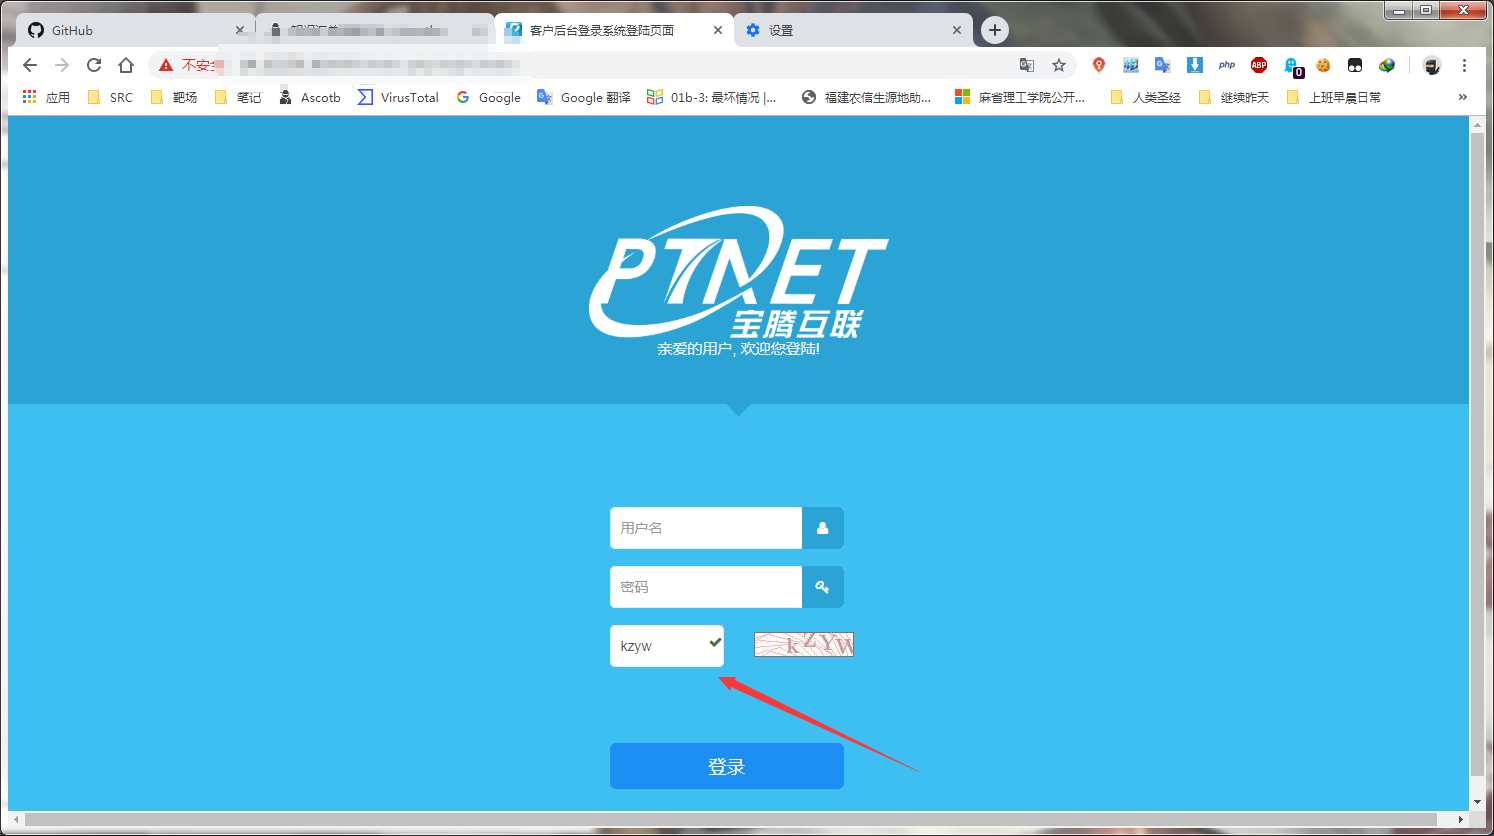 GitHub
客户后台登录系统登陆页面
设置
不安全
php
ABP
0
应用
SRC
靶场
笔记
Ascotb
VirusTotal
Google
Google 翻译
01b-3: 最坏情况 |...
福建农信生源地助...
麻省理工学院公开...
人类圣经
继续昨天
上班早晨日常
»
PTNET
宝腾互联
亲爱的用户, 欢迎您登陆!
用户名
密码
kzyw
kZYW
登录